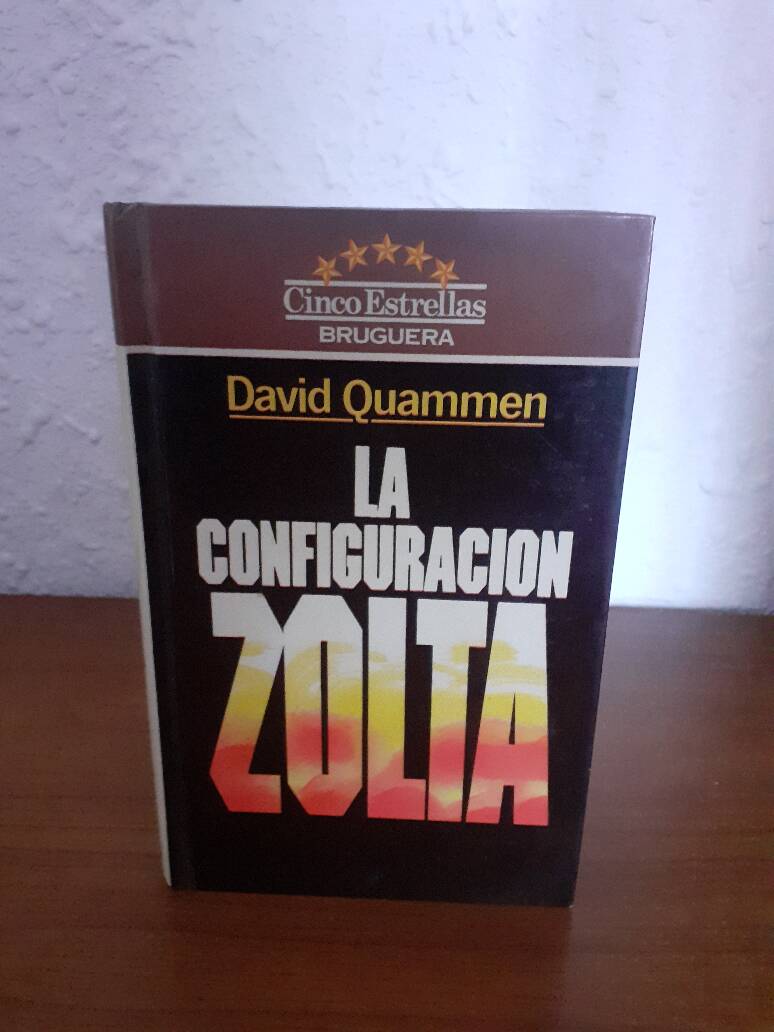 Cinco Estrellas
BRUGUERA
David Quammen
LA
CONFIGURACION
ZOLTA